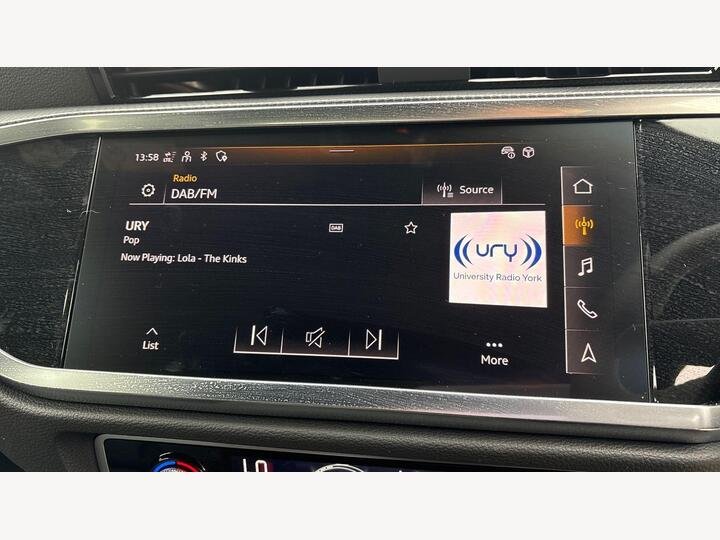 13:58
Radio
DAB/FM
Source
URY
DAB
Pop
Now Playing: Lola - The Kinks
ury
University Radio York
List
More
LO